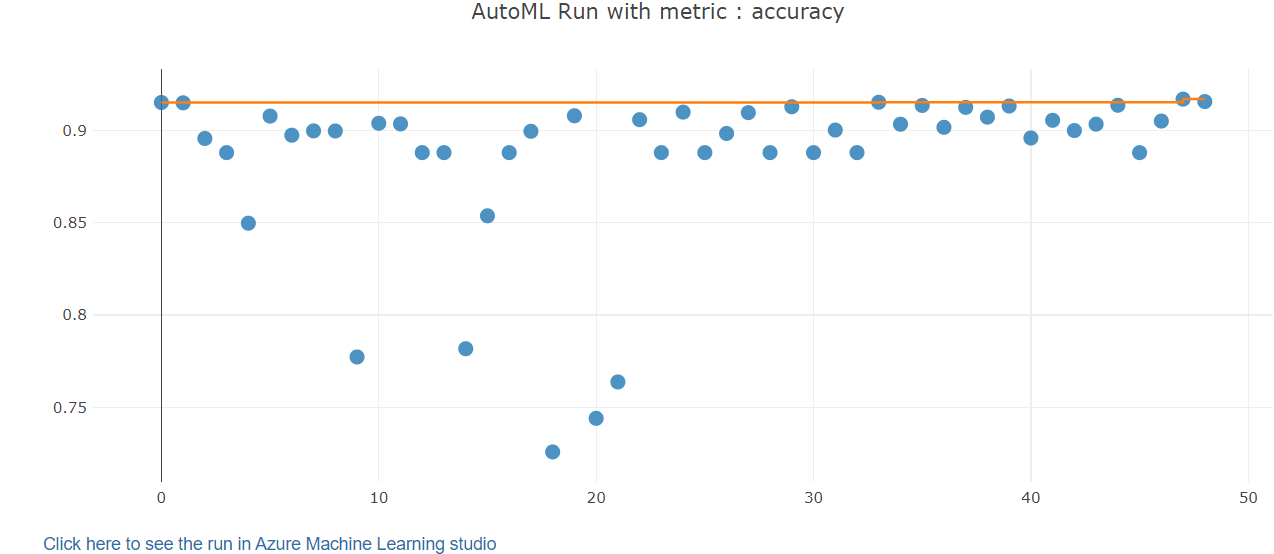 AutoML Run with metric : accuracy
0.9
0.85
0.8
0.75
0 10 20 30 40 50
Click here to see the run in Azure Machine Learning studio